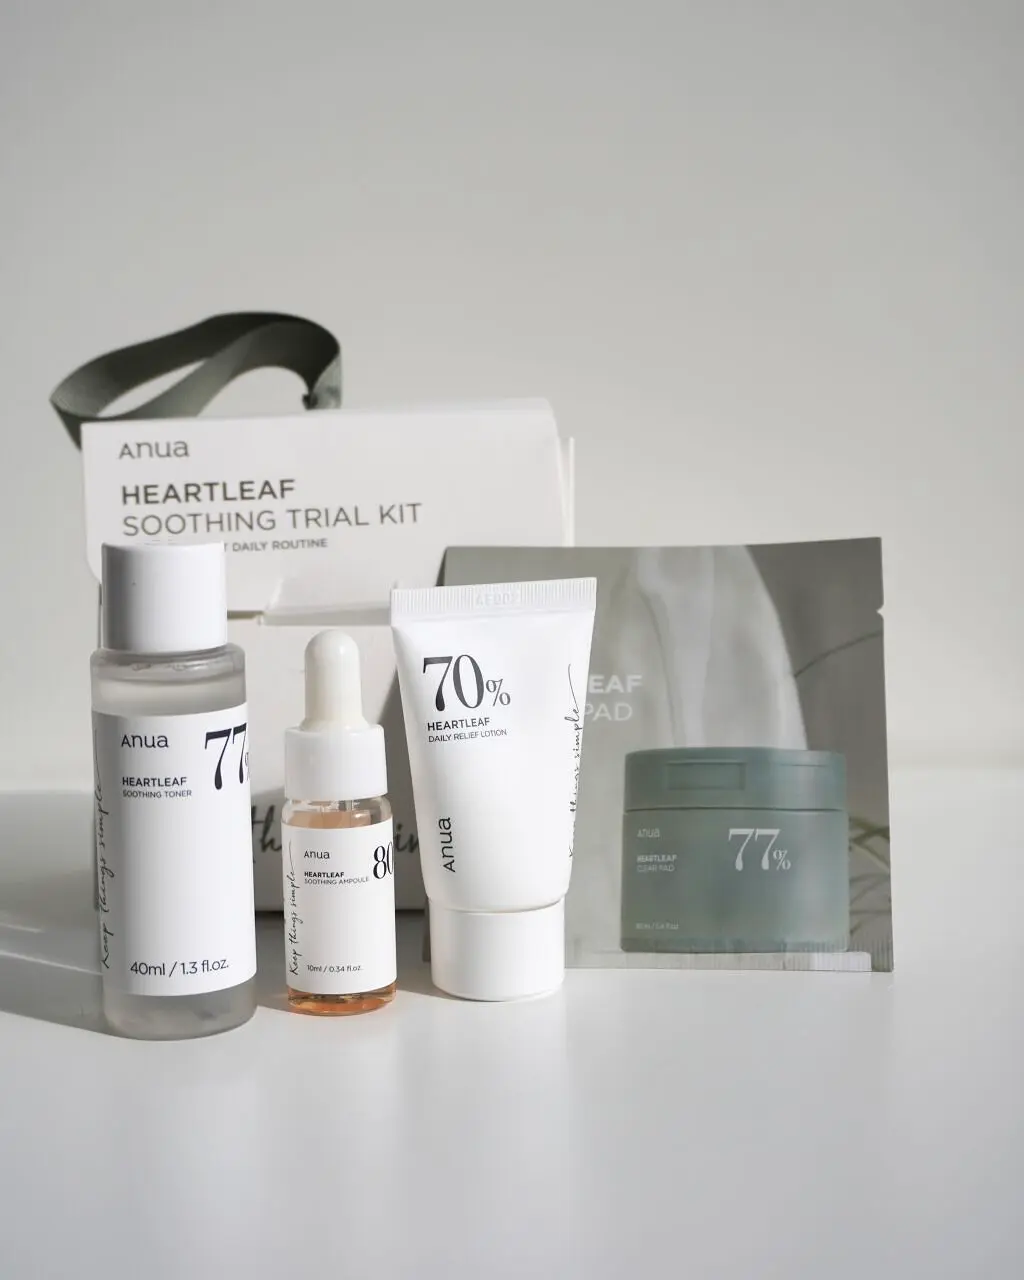 Anua
HEARTLEAF
SOOTHING TRIAL KIT
DAILY ROUTINE
Anua
77%
HEARTLEAF
SOOTHING TONER
Keep things simple
40ml / 1.3 fl.oz.
Anua
80
HEARTLEAF
SOOTHING AMPOULE
Keep things simple
10ml / 0.34 fl.oz.
70%
HEARTLEAF
DAILY RELIEF LOTION
Anua
Keep things simple
EAF
PAD
Anua
77%
HEARTLEAF
CLEAR PAD